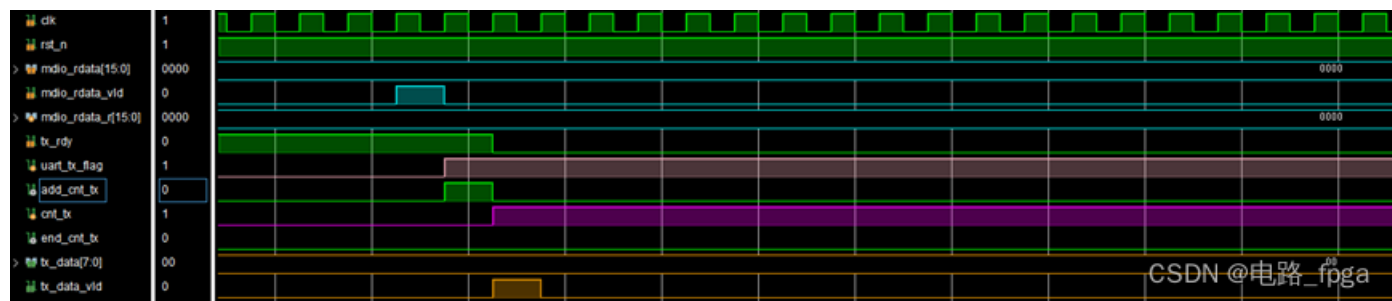 clk 1
rst_n 1
mdio_rdata[15:0] 0000 0000
mdio_rdata_vld 0
mdio_rdata_r[15:0] 0000 0000
tx_rdy 0
uart_tx_flag 1
add_cnt_tx 0
cnt_tx 1
end_cnt_tx 0
tx_data[7:0] 00 00
tx_data_vld 0
CSDN @电路_fpga